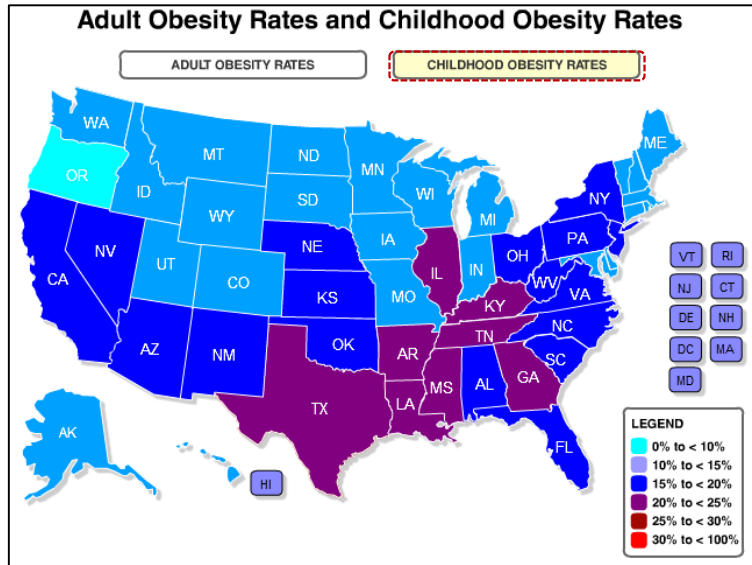 Adult Obesity Rates and Childhood Obesity Rates
ADULT OBESITY RATES
CHILDHOOD OBESITY RATES
WA
MT
ND
MN
ME
OR
ID
SD
WI
MI
NY
WY
NE
IA
PA
NV
UT
CO
IL
IN
OH
CA
KS
MO
WV
VA
KY
NC
TN
AZ
NM
OK
AR
SC
MS
AL
GA
TX
LA
FL
AK
HI
VT
RI
NJ
CT
DE
NH
DC
MA
MD
LEGEND
0% to < 10%
10% to < 15%
15% to < 20%
20% to < 25%
25% to < 30%
30% to < 100%